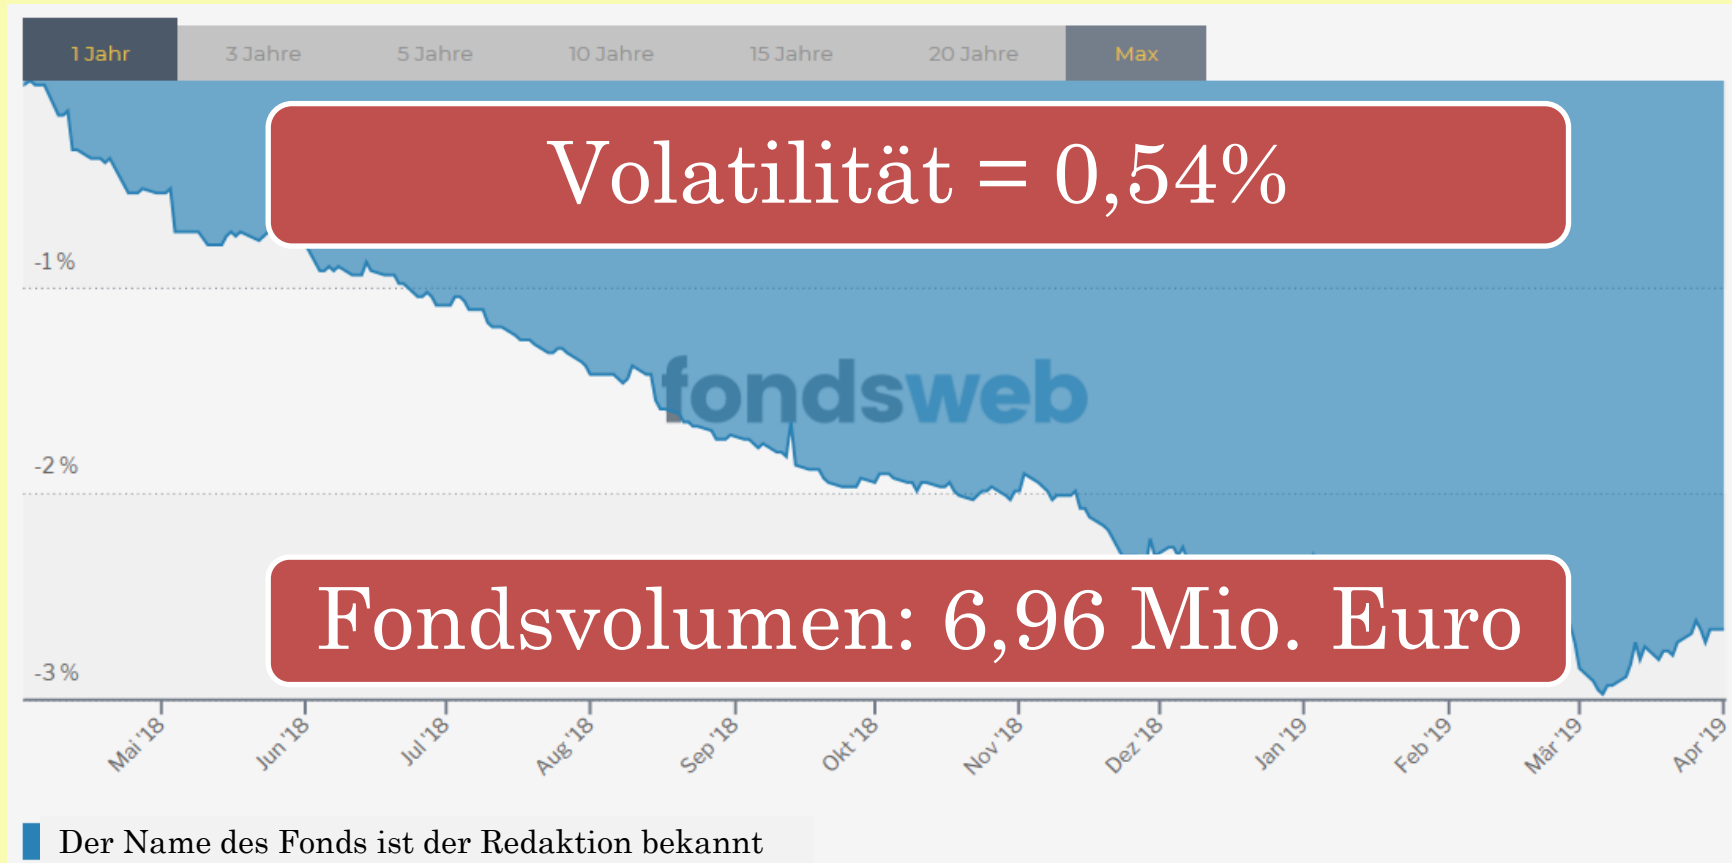 1 Jahr 3 Jahre 5 Jahre 10 Jahre 15 Jahre 20 Jahre Max
Volatilität = 0,54%
-1 %
fondsweb
-2 %
Fondsvolumen: 6,96 Mio. Euro
-3 %
Mai '18 Jun '18 Jul '18 Aug '18 Sep '18 Okt '18 Nov '18 Dez '18 Jan '19 Feb '19 Mär '19 Apr '19
Der Name des Fonds ist der Redaktion bekannt